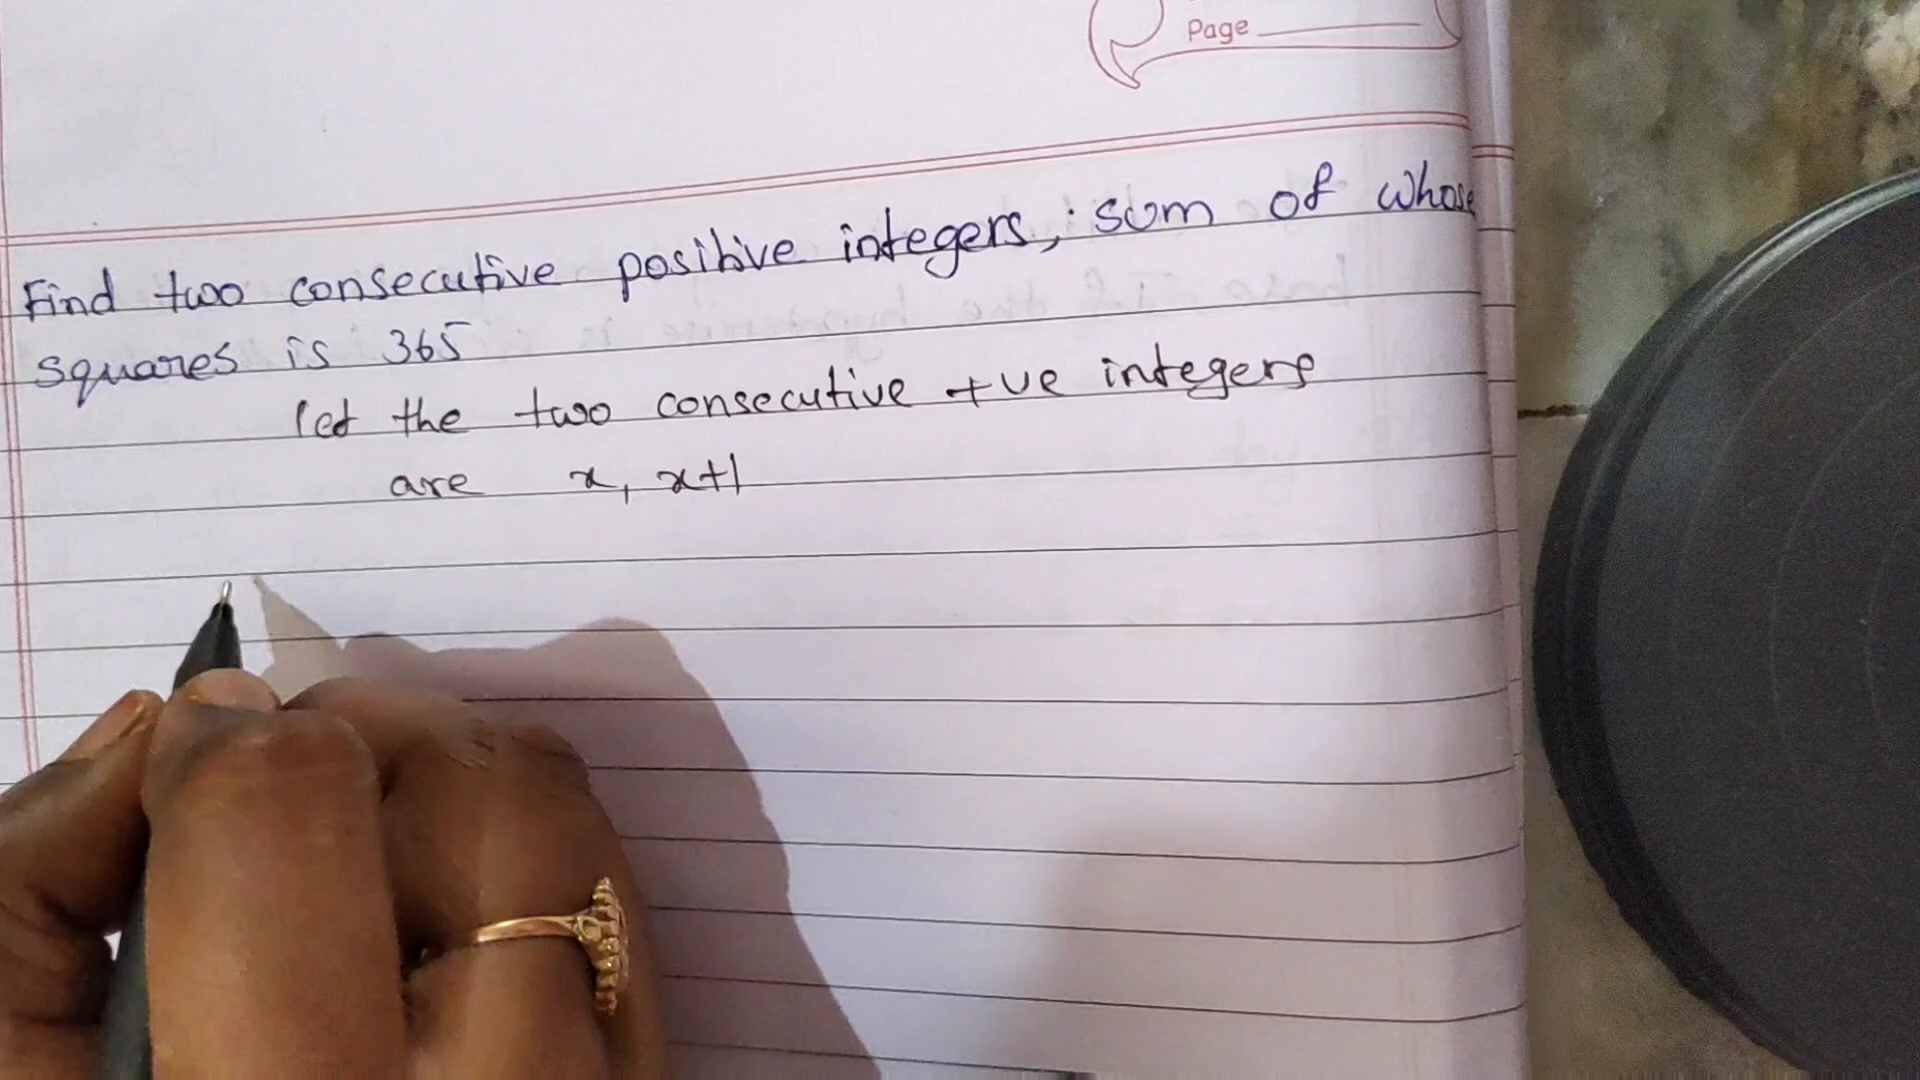 Page
Find two consecutive positive integers, sum of whose
squares is 365
let the two consecutive +ve integers
are x, x+1